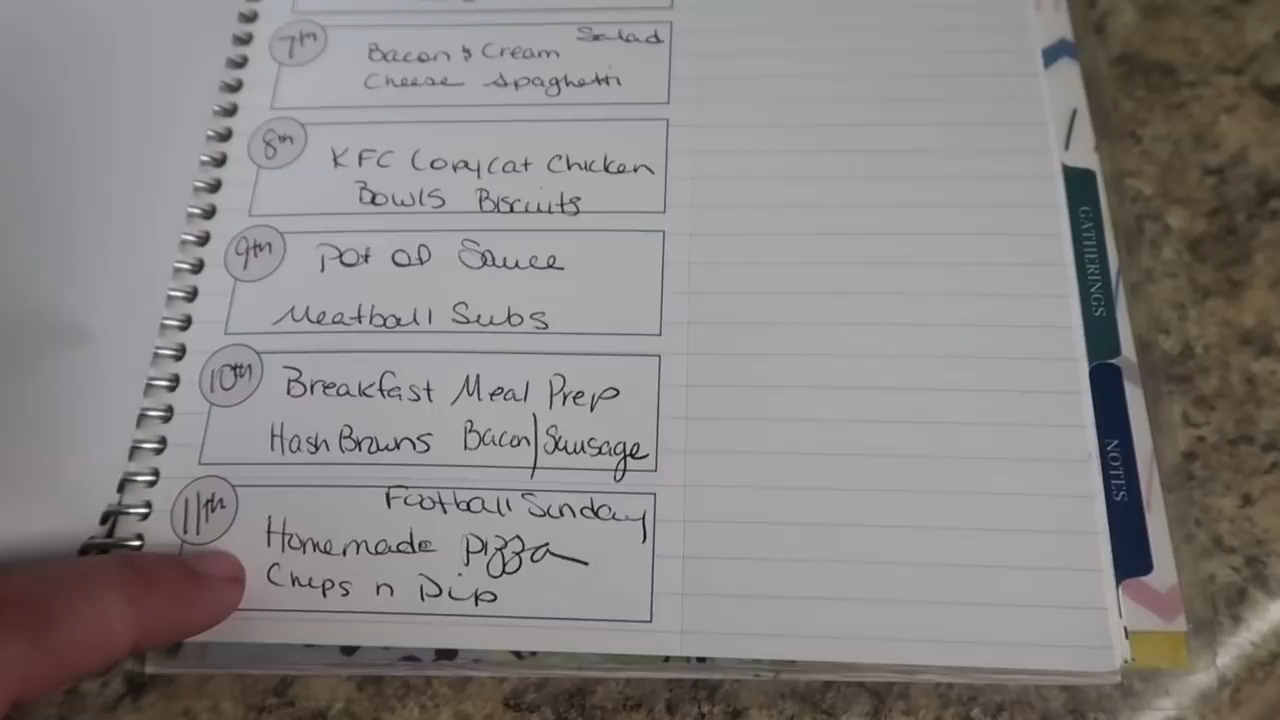 7th
Salad
Bacon & Cream
Cheese Spaghetti
8th
KFC Copycat Chicken
Bowls Biscuits
9th
Pot of Sauce
Meatball Subs
10th
Breakfast Meal Prep
Hash Browns Bacon/Sausage
11th
Football Sunday
Homemade Pizza
Chips n Dip
GATHERINGS
NOTES